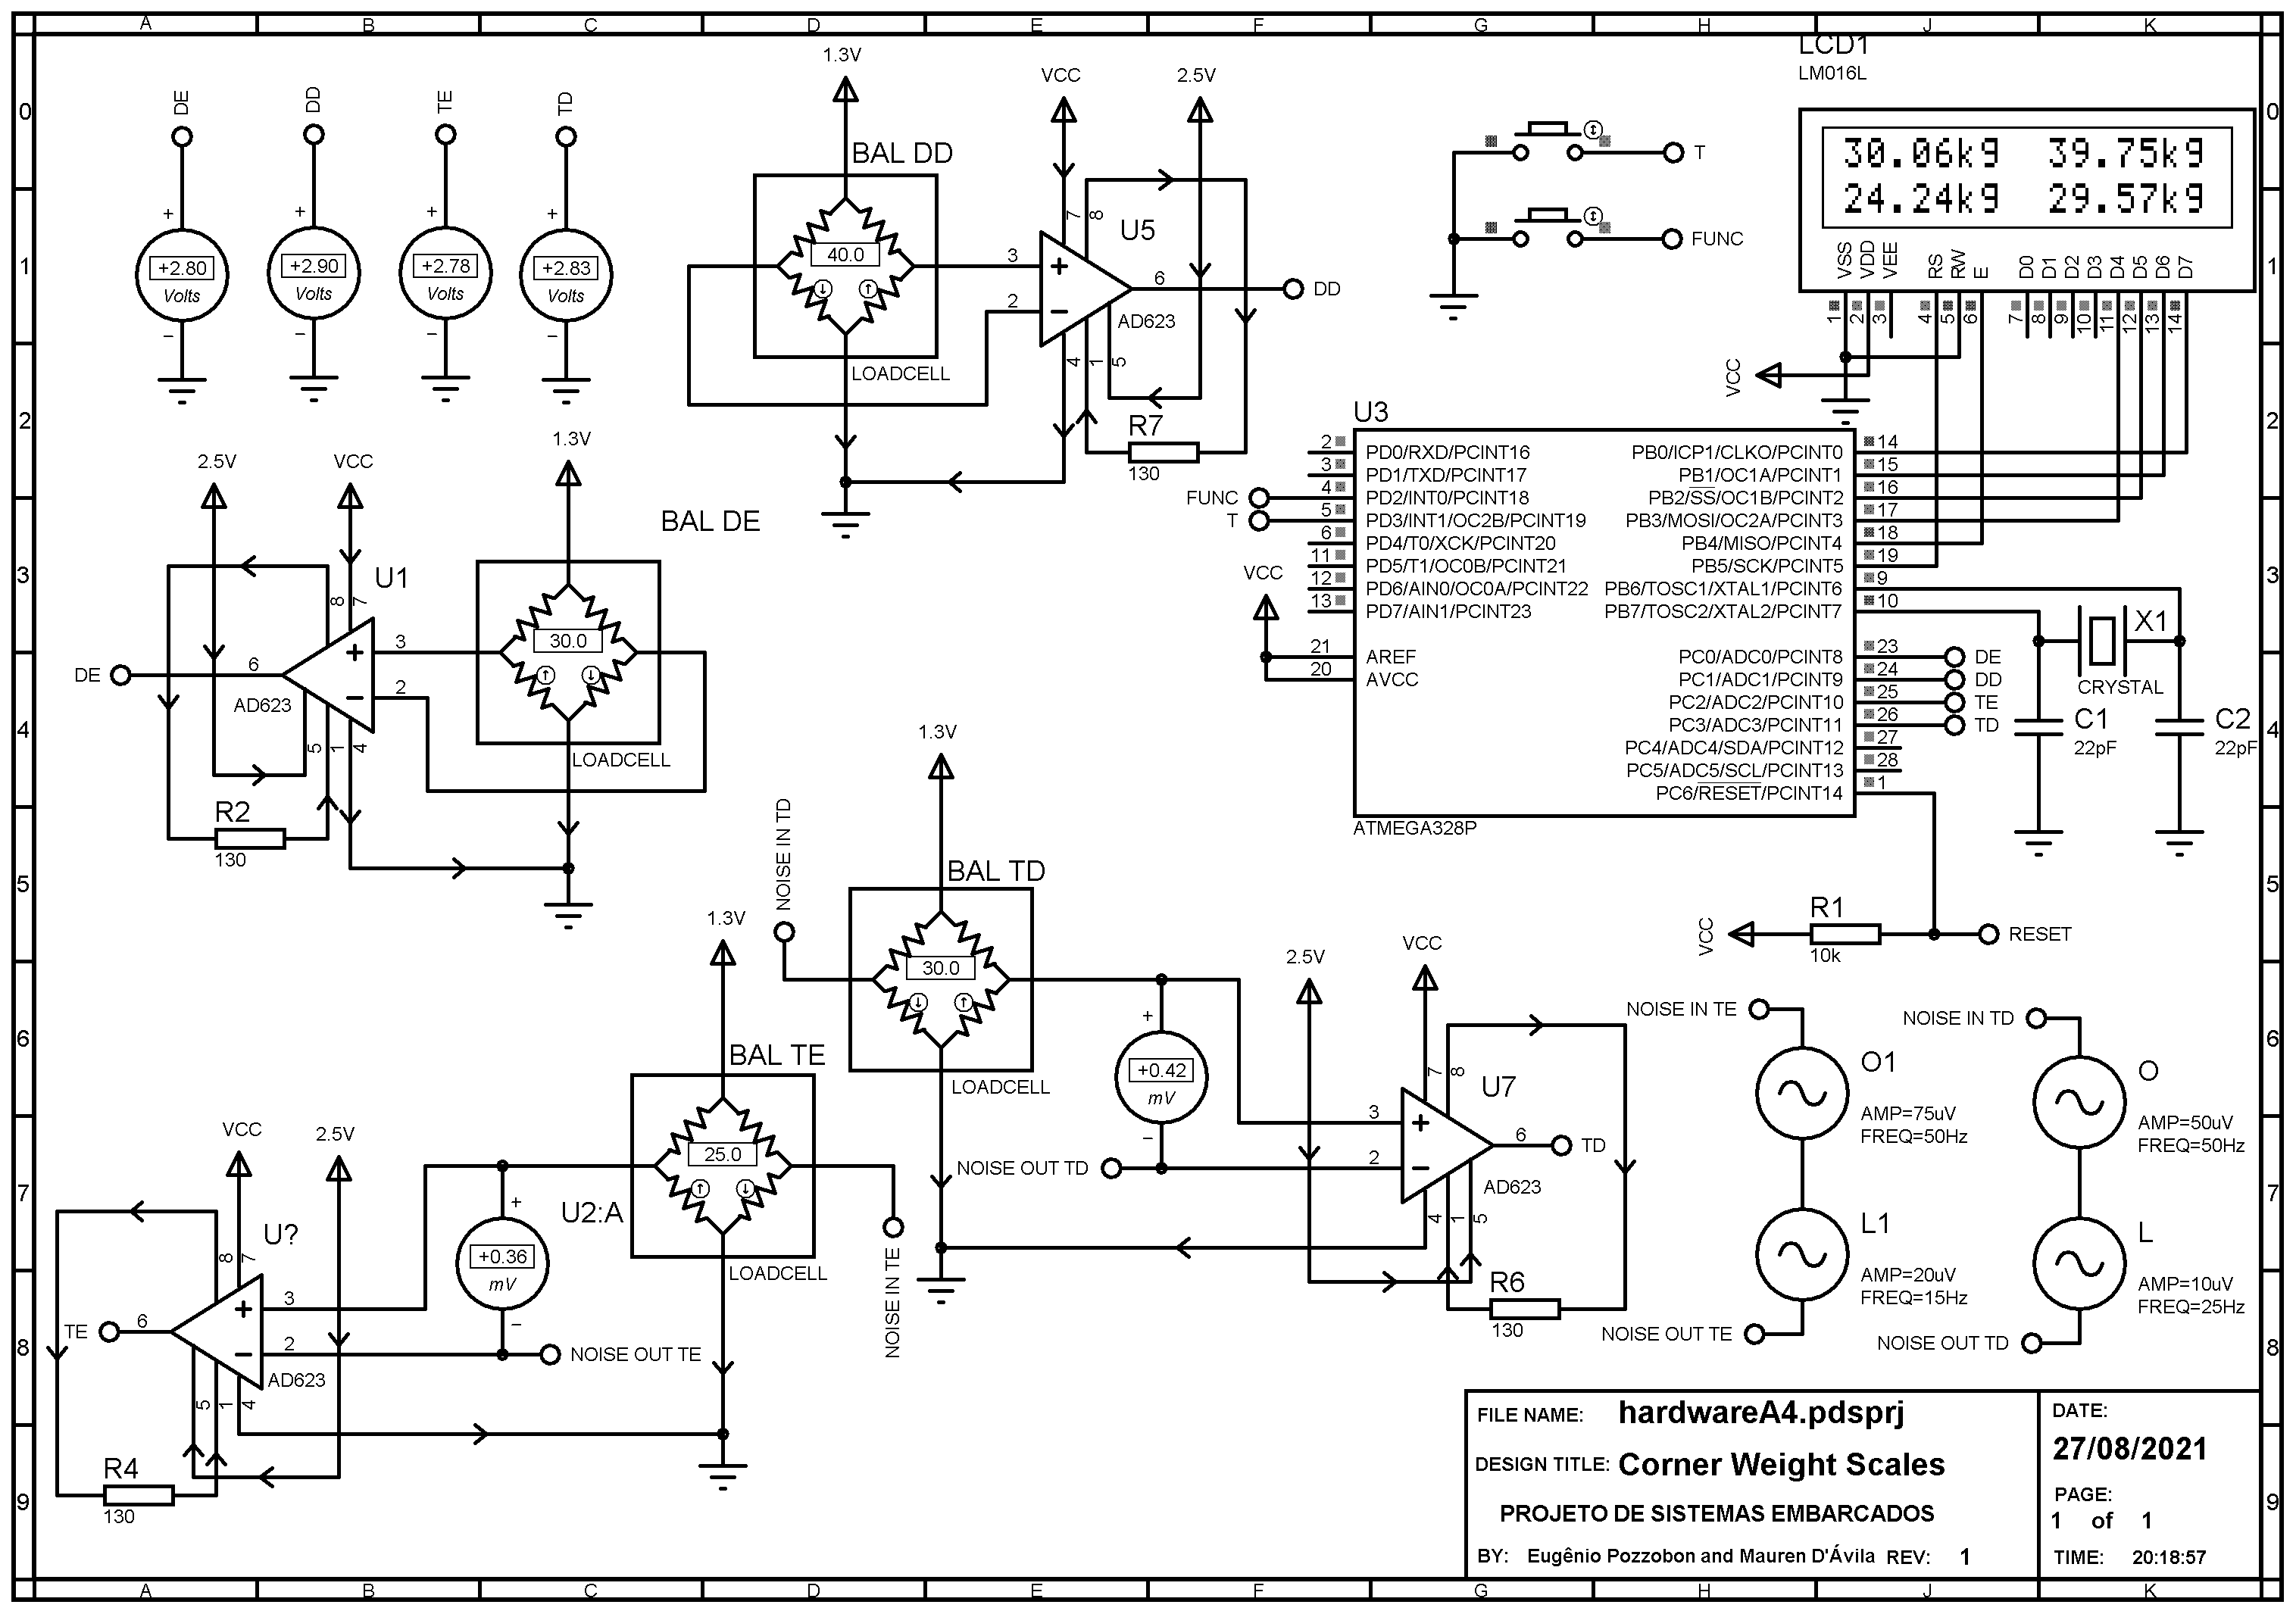 A B C D E F G H J K
0 1 2 3 4 5 6 7 8 9
DE
+
+2.80
Volts
−
DD
+
+2.90
Volts
−
TE
+
+2.78
Volts
−
TD
+
+2.83
Volts
−
1.3V
BAL DD
40.0
LOADCELL
VCC
2.5V
U5
7 8
3
2
6
DD
AD623
4 1 5
R7
130
T
FUNC
LCD1
LM016L
30.06kg 39.75kg
24.24kg 29.57kg
VSS VDD VEE RS RW E D0 D1 D2 D3 D4 D5 D6 D7
1 2 3 4 5 6 7 8 9 10 11 12 13 14
VCC
2.5V
VCC
1.3V
BAL DE
U1
8 7
3
2
6
DE
AD623
5 1 4
30.0
LOADCELL
R2
130
U3
2 PD0/RXD/PCINT16 PB0/ICP1/CLKO/PCINT0 14
3 PD1/TXD/PCINT17 PB1/OC1A/PCINT1 15
FUNC 4 PD2/INT0/PCINT18 PB2/SS/OC1B/PCINT2 16
T 5 PD3/INT1/OC2B/PCINT19 PB3/MOSI/OC2A/PCINT3 17
6 PD4/T0/XCK/PCINT20 PB4/MISO/PCINT4 18
11 PD5/T1/OC0B/PCINT21 PB5/SCK/PCINT5 19
12 PD6/AIN0/OC0A/PCINT22 PB6/TOSC1/XTAL1/PCINT6 9
13 PD7/AIN1/PCINT23 PB7/TOSC2/XTAL2/PCINT7 10
VCC
21 AREF PC0/ADC0/PCINT8 23 DE
20 AVCC PC1/ADC1/PCINT9 24 DD
PC2/ADC2/PCINT10 25 TE
PC3/ADC3/PCINT11 26 TD
PC4/ADC4/SDA/PCINT12 27
PC5/ADC5/SCL/PCINT13 28
PC6/RESET/PCINT14 1
ATMEGA328P
X1
CRYSTAL
C1
22pF
C2
22pF
VCC
R1
10k
RESET
1.3V
NOISE IN TD
BAL TD
30.0
LOADCELL
+
+0.42
mV
−
NOISE OUT TD
2.5V
VCC
U7
7 8
3
2
6
TD
AD623
4 1 5
R6
130
1.3V
BAL TE
25.0
U2:A
LOADCELL
NOISE IN TE
VCC
2.5V
U?
8 7
3
2
6
TE
AD623
5 1 4
+
+0.36
mV
−
NOISE OUT TE
R4
130
NOISE IN TE
O1
AMP=75uV
FREQ=50Hz
L1
AMP=20uV
FREQ=15Hz
NOISE OUT TE
NOISE IN TD
O
AMP=50uV
FREQ=50Hz
L
AMP=10uV
FREQ=25Hz
NOISE OUT TD
FILE NAME: hardwareA4.pdsprj
DESIGN TITLE: Corner Weight Scales
PROJETO DE SISTEMAS EMBARCADOS
BY: Eugênio Pozzobon and Mauren D'Ávila REV: 1
DATE:
27/08/2021
PAGE:
1 of 1
TIME: 20:18:57
A B C D E F G H J K
0 1 2 3 4 5 6 7 8 9